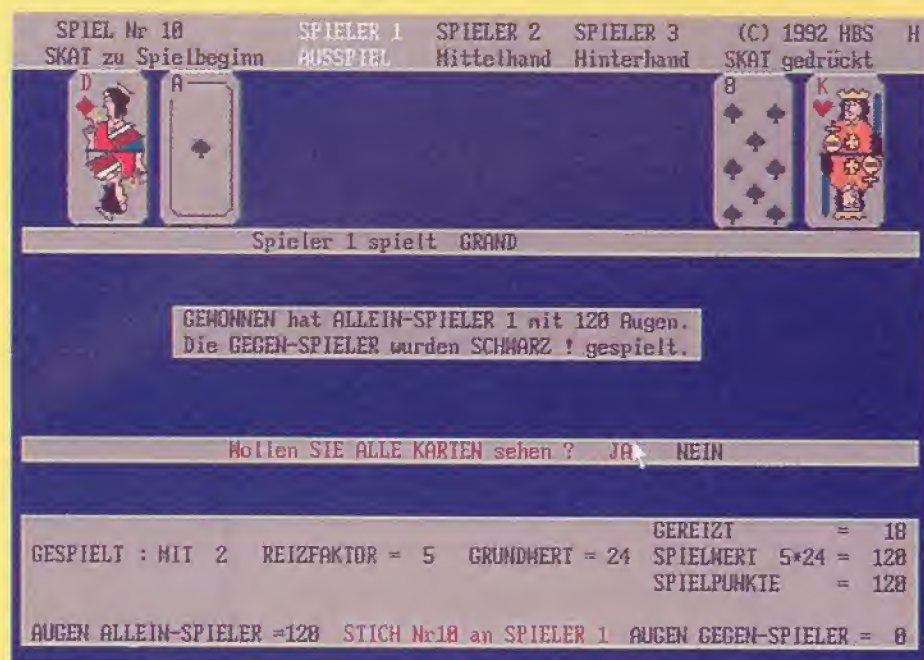 SPIEL Nr 10 SPIELER 1 SPIELER 2 SPIELER 3 (C) 1992 HBS H
SKAT zu Spielbeginn AUSSPIEL Mittelhand Hinterhand SKAT gedrückt
D A 8 K
Spieler 1 spielt GRAND
GEWONNEN hat ALLEIN-SPIELER 1 mit 120 Augen.
Die GEGEN-SPIELER wurden SCHWARZ ! gespielt.
Wollen SIE ALLE KARTEN sehen ? JA NEIN
GEREIZT = 18
GESPIELT : MIT 2 REIZFAKTOR = 5 GRUNDWERT = 24 SPIELWERT 5*24 = 120
SPIELPUNKTE = 120
AUGEN ALLEIN-SPIELER =120 STICH Nr10 an SPIELER 1 AUGEN GEGEN-SPIELER = 0